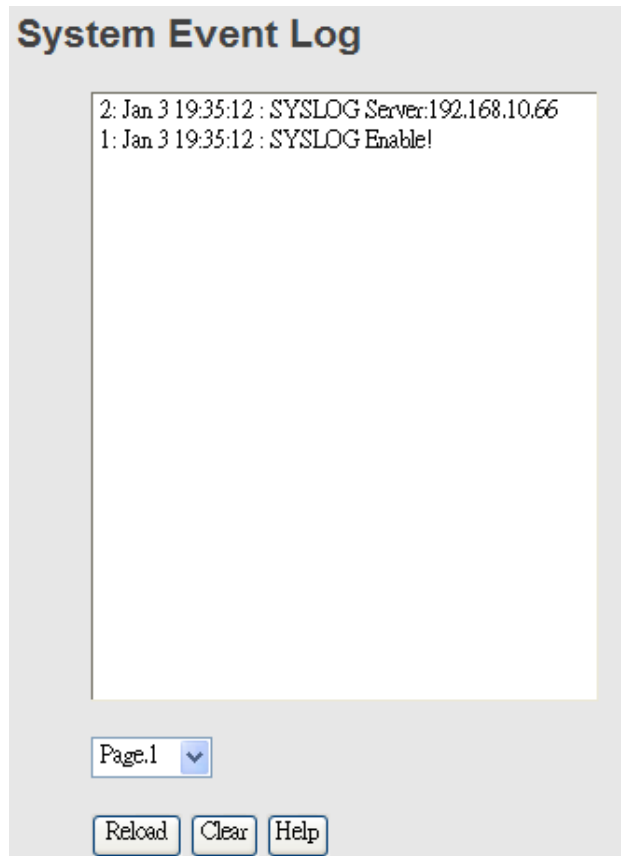 System Event Log
2: Jan 3 19:35:12 : SYSLOG Server:192.168.10.66
1: Jan 3 19:35:12 : SYSLOG Enable!
Page.1
Reload Clear Help